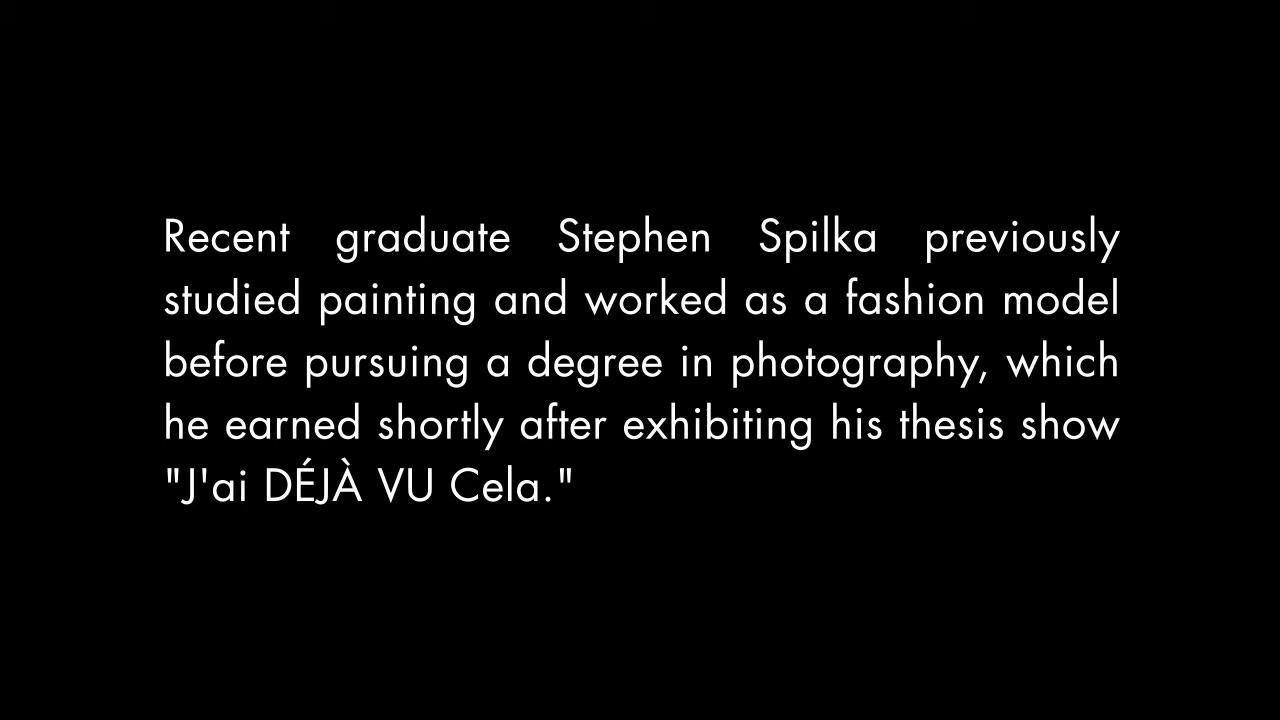 Recent graduate Stephen Spilka previously
studied painting and worked as a fashion model
before pursuing a degree in photography, which
he earned shortly after exhibiting his thesis show
"J'ai DÉJÀ VU Cela."